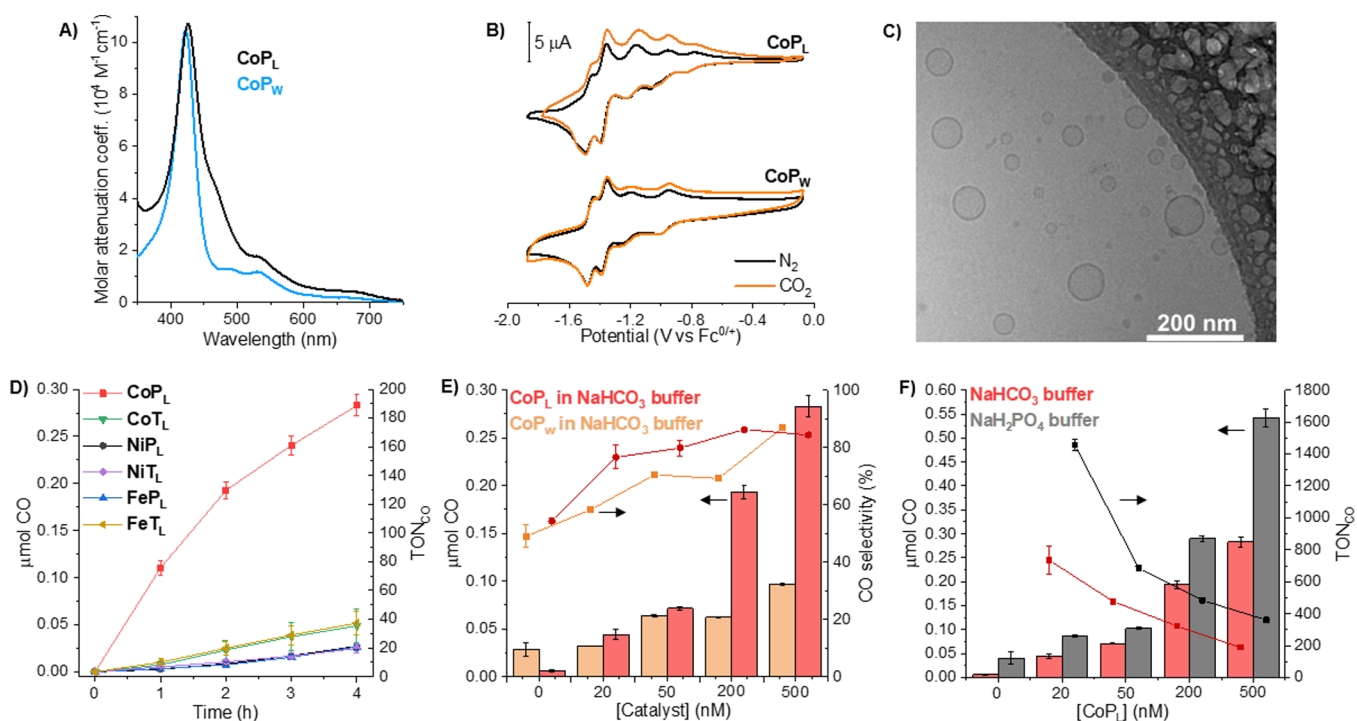 A)
Molar attenuation coeff. (10⁴ M⁻¹ cm⁻¹)
10
8
6
4
2
0
CoP_L
CoP_W
400
500
600
700
Wavelength (nm)
B)
5 μA
CoP_L
CoP_W
N₂
CO₂
-2.0
-1.6
-1.2
-0.8
-0.4
0.0
Potential (V vs Fc⁰/⁺)
C)
200 nm
D)
μmol CO
0.30
0.25
0.20
0.15
0.10
0.05
0.00
CoP_L
CoT_L
NiP_L
NiT_L
FeP_L
FeT_L
200
180
160
140
120
100
80
60
40
20
0
TON_CO
0
1
2
3
4
Time (h)
E)
μmol CO
0.30
0.25
0.20
0.15
0.10
0.05
0.00
CoP_L in NaHCO₃ buffer
CoP_W in NaHCO₃ buffer
100
80
60
40
20
0
CO selectivity (%)
0
20
50
200
500
[Catalyst] (nM)
F)
μmol CO
0.60
0.55
0.50
0.45
0.40
0.35
0.30
0.25
0.20
0.15
0.10
0.05
0.00
NaHCO₃ buffer
NaH₂PO₄ buffer
1800
1600
1400
1200
1000
800
600
400
200
0
TON_CO
0
20
50
200
500
[CoP_L] (nM)